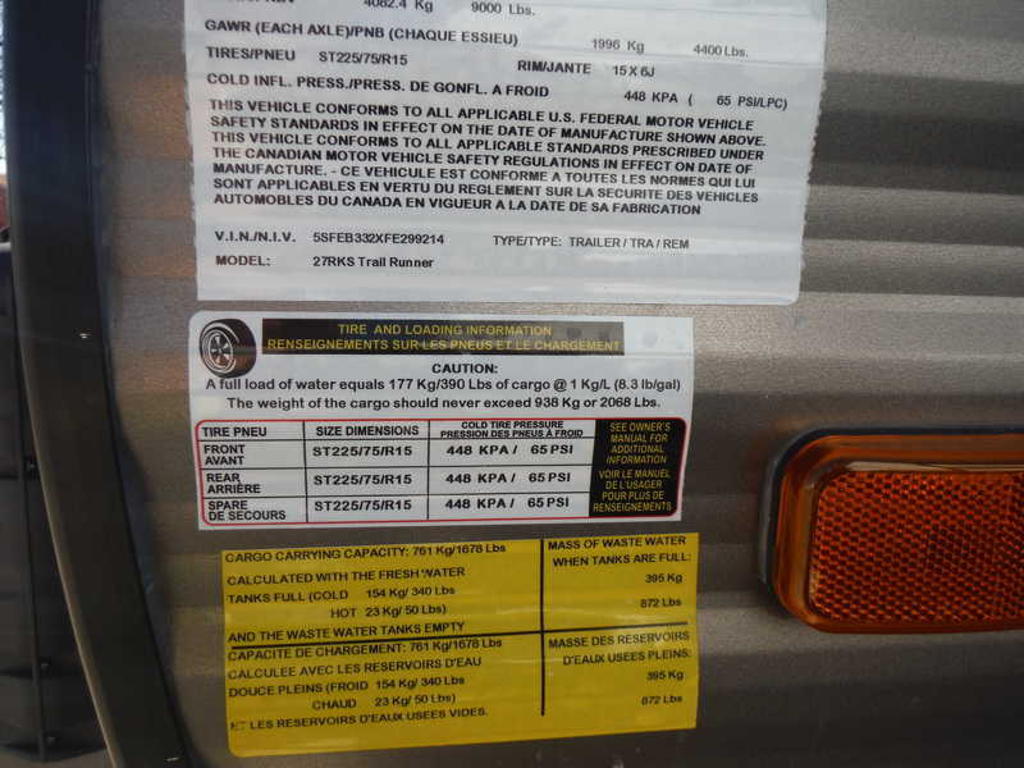 4082.4 Kg 9000 Lbs.
GAWR (EACH AXLE)/PNB (CHAQUE ESSIEU) 1996 Kg 4400 Lbs.
TIRES/PNEU ST225/75/R15 RIM/JANTE 15 X 6J
COLD INFL. PRESS./PRESS. DE GONFL. A FROID 448 KPA ( 65 PSI/LPC)
THIS VEHICLE CONFORMS TO ALL APPLICABLE U.S. FEDERAL MOTOR VEHICLE
SAFETY STANDARDS IN EFFECT ON THE DATE OF MANUFACTURE SHOWN ABOVE.
THIS VEHICLE CONFORMS TO ALL APPLICABLE STANDARDS PRESCRIBED UNDER
THE CANADIAN MOTOR VEHICLE SAFETY REGULATIONS IN EFFECT ON DATE OF
MANUFACTURE. - CE VEHICULE EST CONFORME A TOUTES LES NORMES QUI LUI
SONT APPLICABLES EN VERTU DU REGLEMENT SUR LA SECURITE DES VEHICLES
AUTOMOBLES DU CANADA EN VIGUEUR A LA DATE DE SA FABRICATION
V.I.N./N.I.V. 5SFEB332XFE299214 TYPE/TYPE: TRAILER / TRA / REM
MODEL: 27RKS Trail Runner
TIRE AND LOADING INFORMATION
RENSEIGNEMENTS SUR LES PNEUS ET LE CHARGEMENT
CAUTION:
A full load of water equals 177 Kg/390 Lbs of cargo @ 1 Kg/L (8.3 lb/gal)
The weight of the cargo should never exceed 938 Kg or 2068 Lbs.
TIRE PNEU SIZE DIMENSIONS COLD TIRE PRESSURE
PRESSION DES PNEUS À FROID
FRONT
AVANT ST225/75/R15 448 KPA / 65 PSI
REAR
ARRIÈRE ST225/75/R15 448 KPA / 65 PSI
SPARE
DE SECOURS ST225/75/R15 448 KPA / 65 PSI
SEE OWNER'S
MANUAL FOR
ADDITIONAL
INFORMATION
VOIR LE MANUEL
DE L'USAGER
POUR PLUS DE
RENSEIGNEMENTS
CARGO CARRYING CAPACITY: 761 Kg/1678 Lbs
CALCULATED WITH THE FRESH WATER
TANKS FULL (COLD 154 Kg/ 340 Lbs
HOT 23 Kg/ 50 Lbs)
AND THE WASTE WATER TANKS EMPTY
MASS OF WASTE WATER
WHEN TANKS ARE FULL:
395 Kg
872 Lbs
CAPACITE DE CHARGEMENT: 761 Kg/1678 Lbs
CALCULEE AVEC LES RESERVOIRS D'EAU
DOUCE PLEINS (FROID 154 Kg/ 340 Lbs
CHAUD 23 Kg/ 50 Lbs)
ET LES RESERVOIRS D'EAUX USEES VIDES.
MASSE DES RESERVOIRS
D'EAUX USEES PLEINS:
395 Kg
872 Lbs